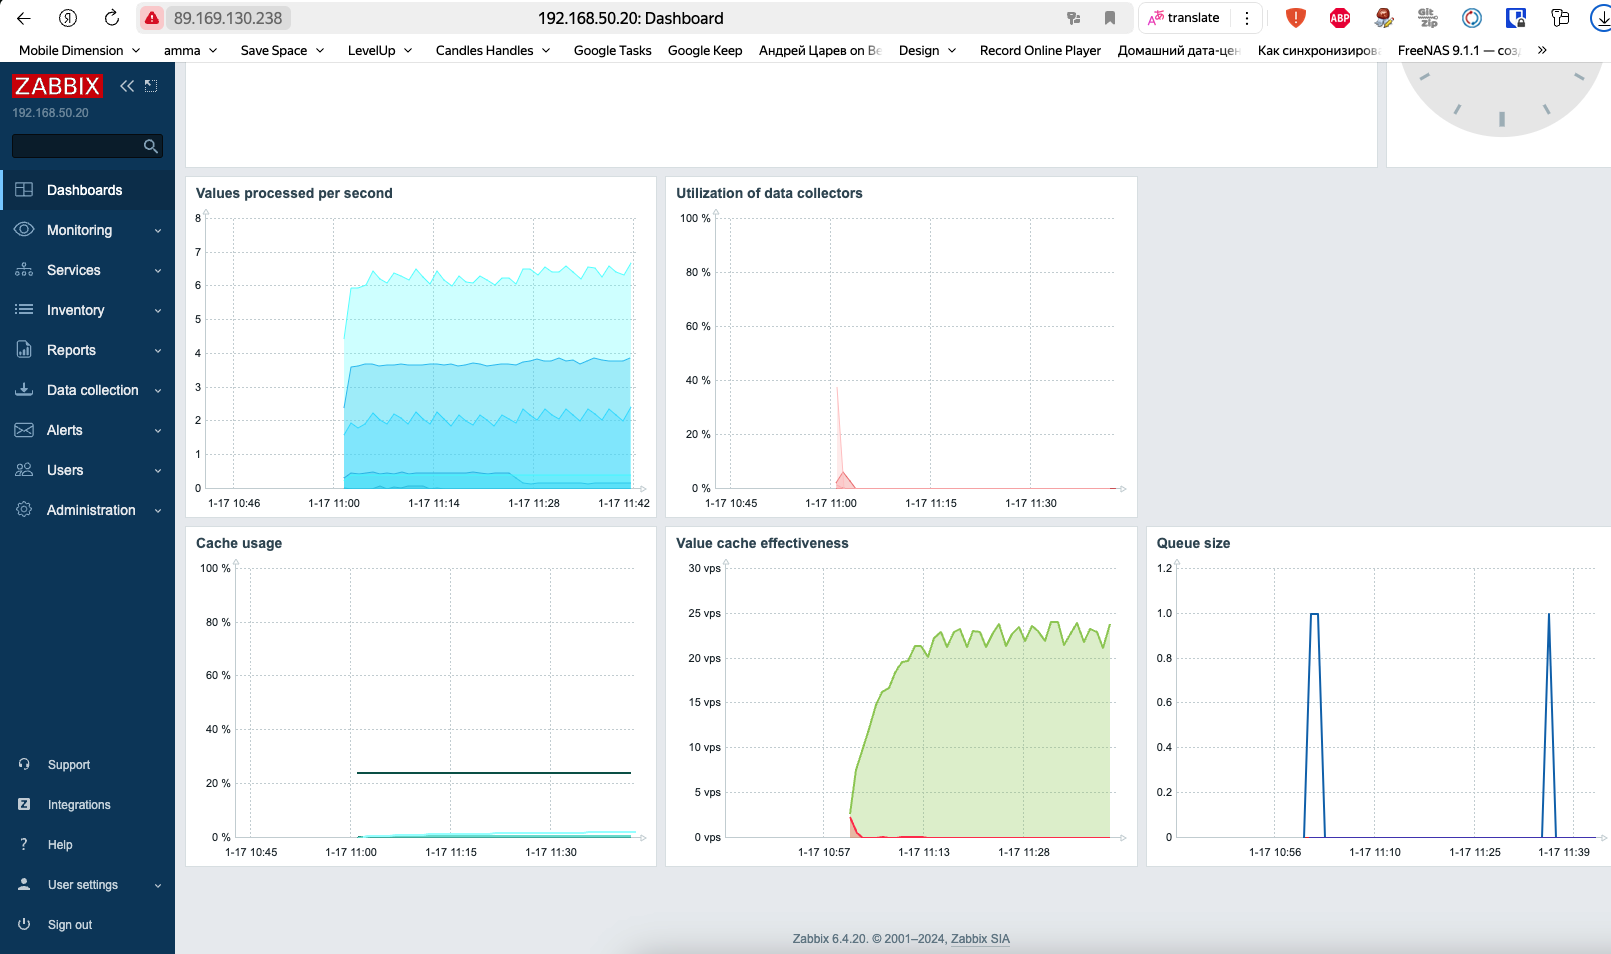 89.169.130.238
192.168.50.20: Dashboard
translate
ABP
Git
Zip
Mobile Dimension
amma
Save Space
LevelUp
Candles Handles
Google Tasks
Google Keep
Андрей Царев on Be
Design
Record Online Player
Домашний дата-цен
Как синхронизирова
FreeNAS 9.1.1 — соз
ZABBIX
192.168.50.20
Dashboards
Monitoring
Services
Inventory
Reports
Data collection
Alerts
Users
Administration
Support
Z Integrations
? Help
User settings
Sign out
Values processed per second
8
7
6
5
4
3
2
1
0
1-17 10:46
1-17 11:00
1-17 11:14
1-17 11:28
1-17 11:42
Utilization of data collectors
100 %
80 %
60 %
40 %
20 %
0 %
1-17 10:45
1-17 11:00
1-17 11:15
1-17 11:30
Cache usage
100 %
80 %
60 %
40 %
20 %
0 %
1-17 10:45
1-17 11:00
1-17 11:15
1-17 11:30
Value cache effectiveness
30 vps
25 vps
20 vps
15 vps
10 vps
5 vps
0 vps
1-17 10:57
1-17 11:13
1-17 11:28
Queue size
1.2
1.0
0.8
0.6
0.4
0.2
0
1-17 10:56
1-17 11:10
1-17 11:25
1-17 11:39
Zabbix 6.4.20. © 2001–2024, Zabbix SIA